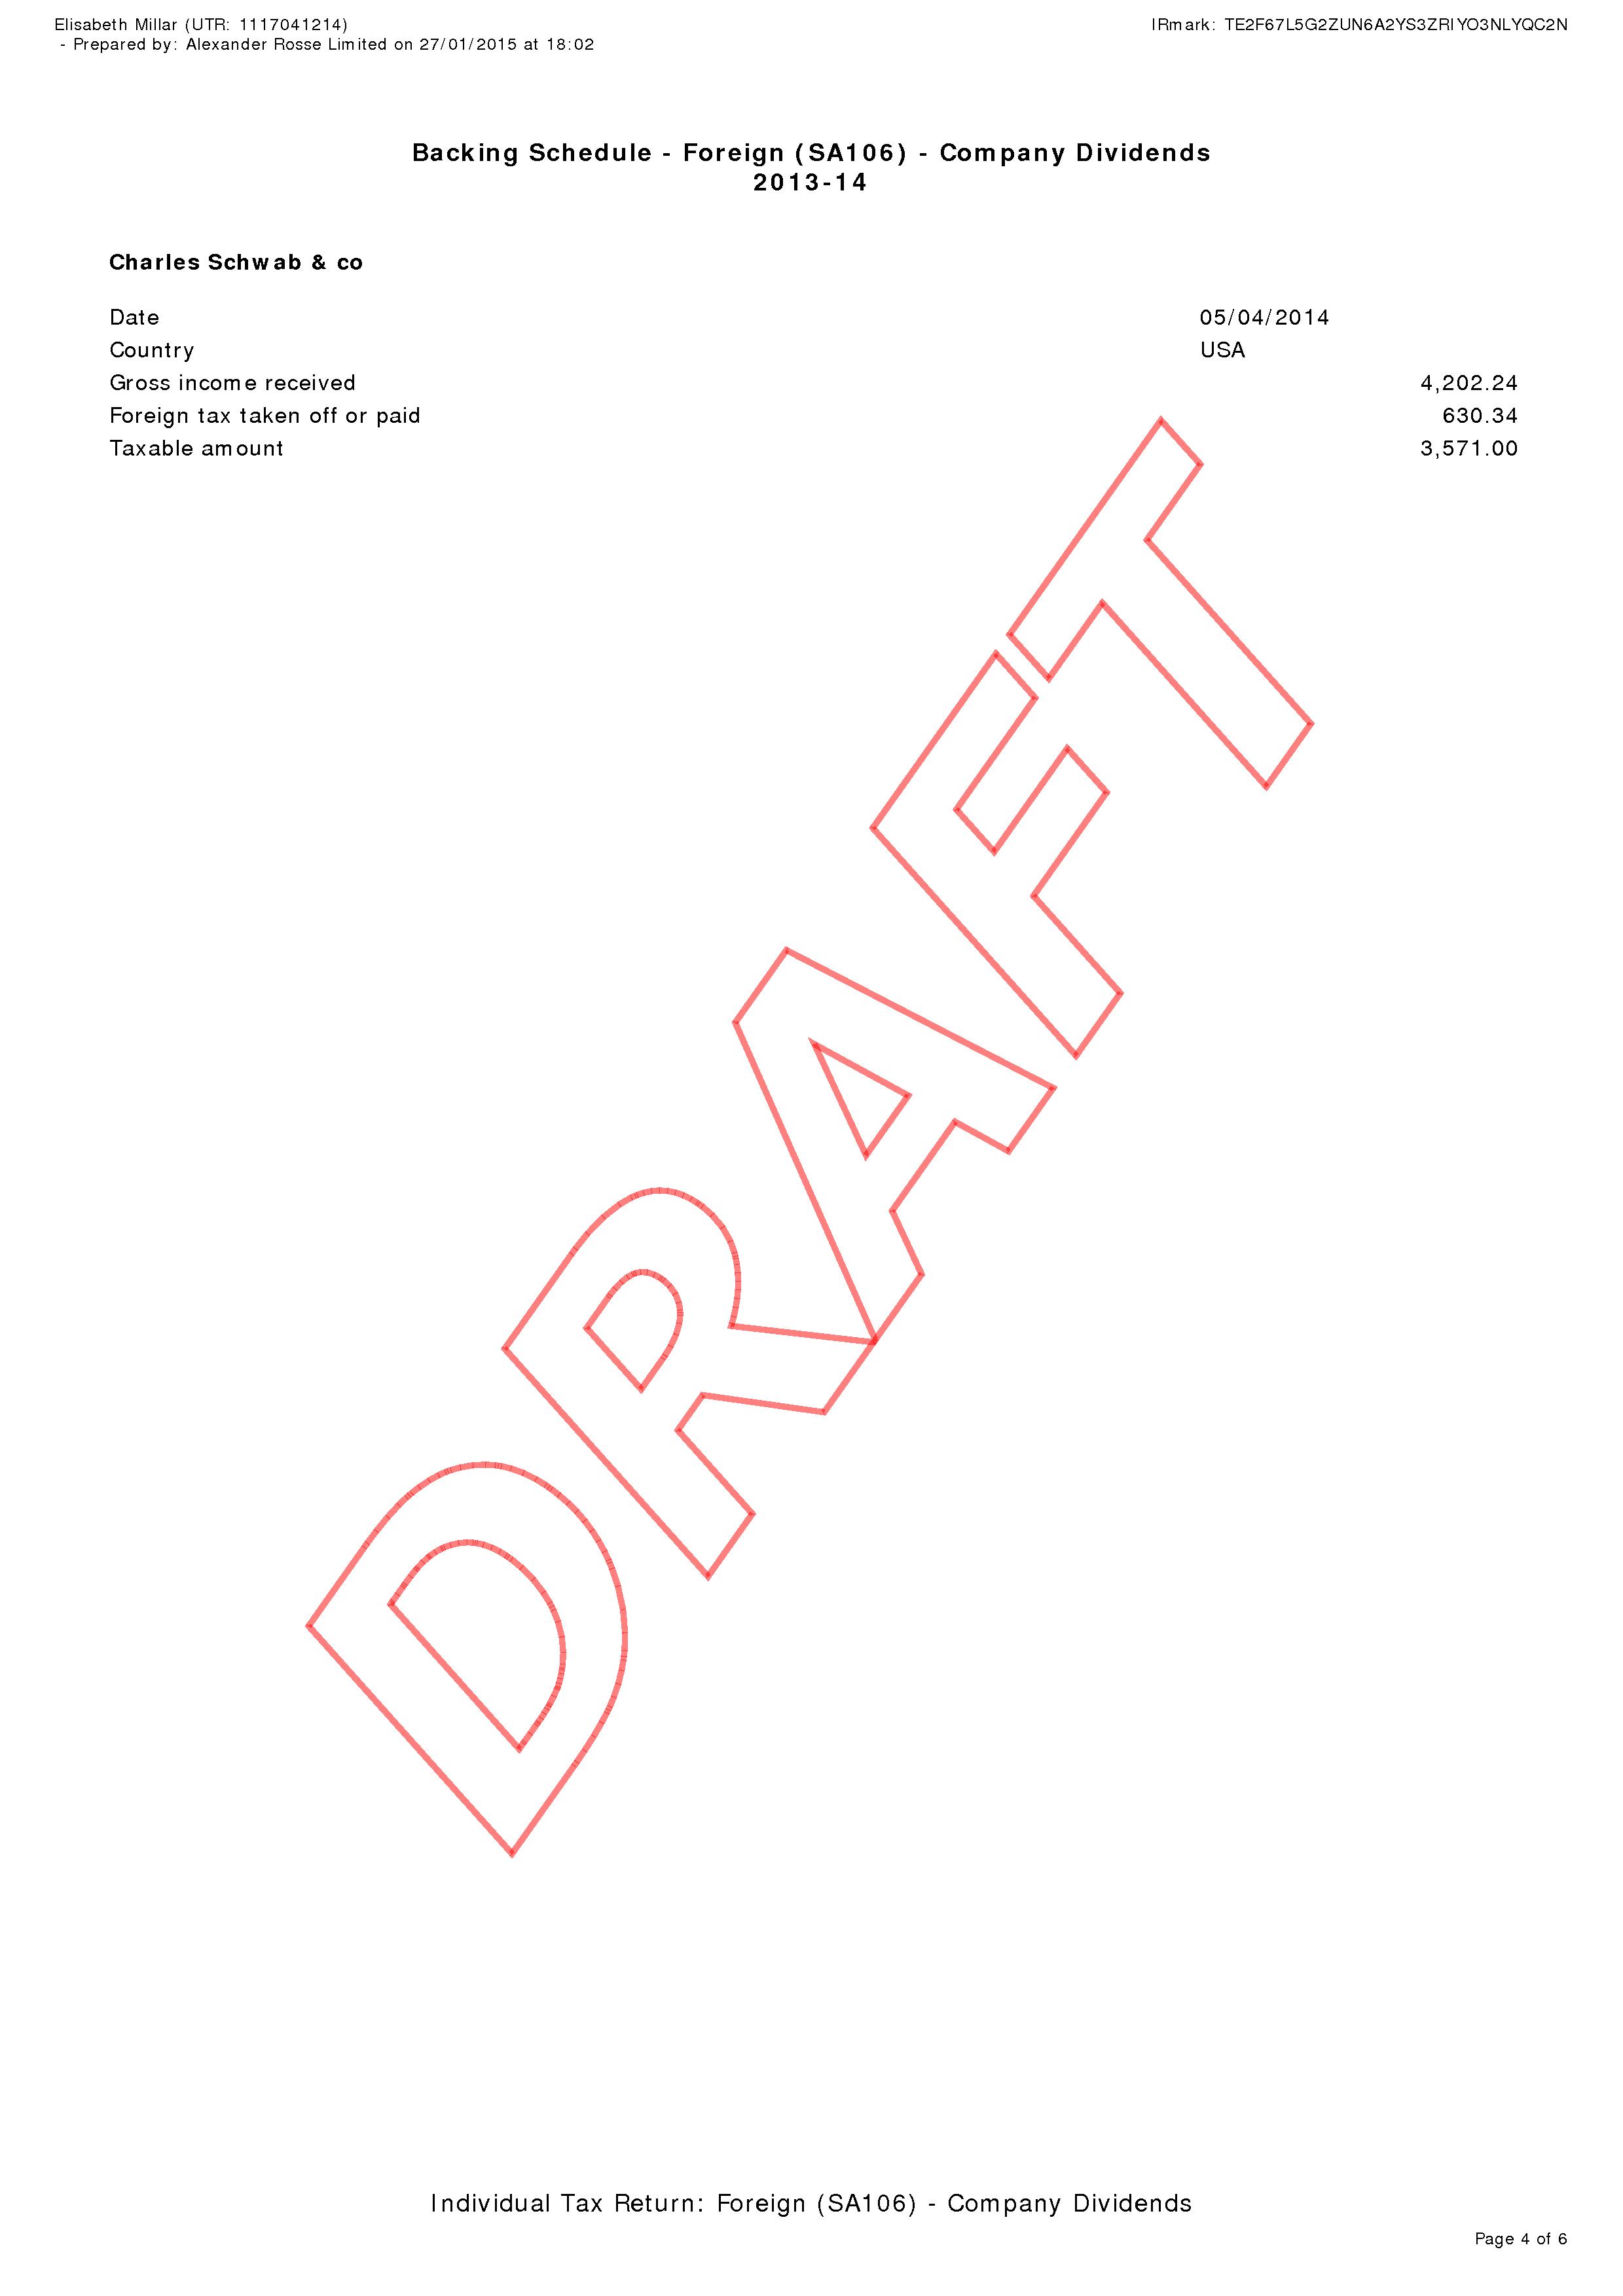 Elisabeth Millar (UTR: 1117041214)
- Prepared by: Alexander Rosse Limited on 27/01/2015 at 18:02
IRmark: TE2F67L5G2ZUN6A2YS3ZRIYO3NLYQC2N
Backing Schedule - Foreign (SA106) - Company Dividends
2013-14
Charles Schwab & co
Date 05/04/2014
Country USA
Gross income received 4,202.24
Foreign tax taken off or paid 630.34
Taxable amount 3,571.00
DRAFT
Individual Tax Return: Foreign (SA106) - Company Dividends
Page 4 of 6